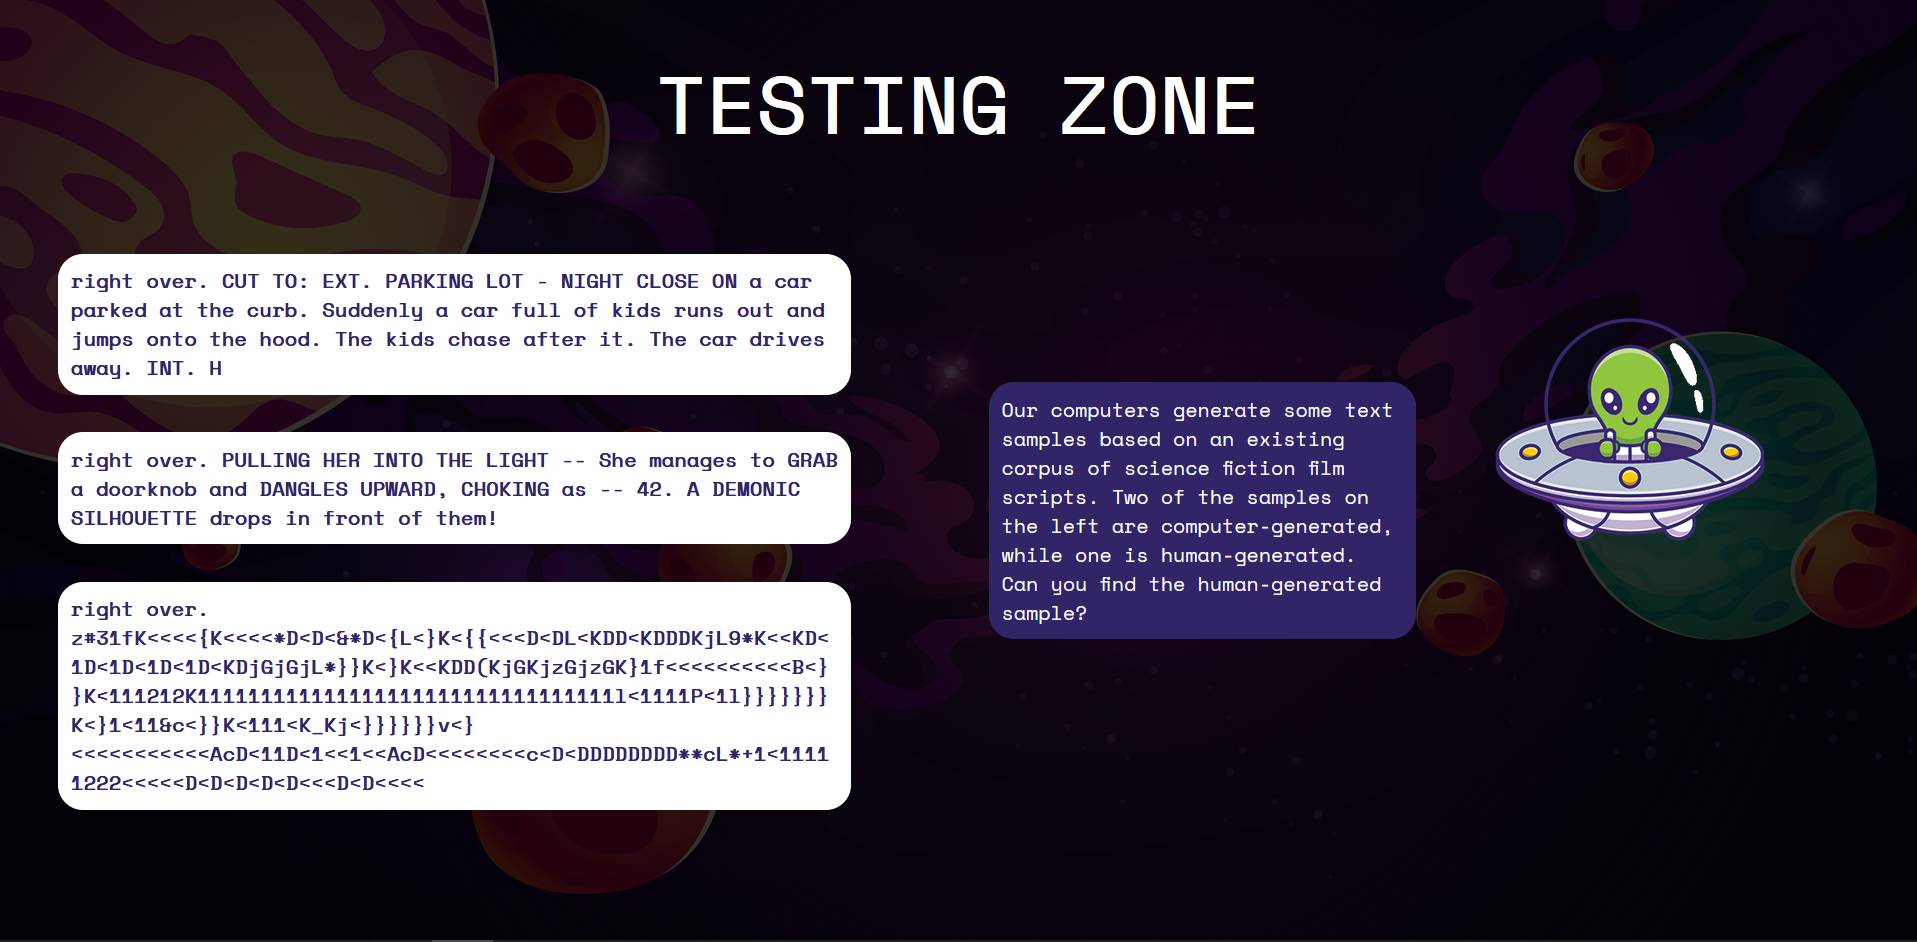 TESTING ZONE
right over. CUT TO: EXT. PARKING LOT - NIGHT CLOSE ON a car
parked at the curb. Suddenly a car full of kids runs out and
jumps onto the hood. The kids chase after it. The car drives
away. INT. H
right over. PULLING HER INTO THE LIGHT -- She manages to GRAB
a doorknob and DANGLES UPWARD, CHOKING as -- 42. A DEMONIC
SILHOUETTE drops in front of them!
right over.
z#31fK<<<<{K<<<<*D<D<&*D<{L<}K<{{<<<D<DL<KDD<KDDDKjL9*K<<KD<
1D<1D<1D<1D<KDjGjGjL*}}K<}K<<KDD(KjGKjzGjzGK}1f<<<<<<<<<<B<}
}K<111212K111111111111111111111111111111111l<1111P<1l}}}}}}}
K<}1<11&c<}}K<111<K_Kj<}}}}}}v<}
<<<<<<<<<<<AcD<11D<1<<1<<AcD<<<<<<<<c<D<DDDDDDDD**cL*+1<1111
1222<<<<<D<D<D<D<D<<<D<D<<<<
Our computers generate some text
samples based on an existing
corpus of science fiction film
scripts. Two of the samples on
the left are computer-generated,
while one is human-generated.
Can you find the human-generated
sample?